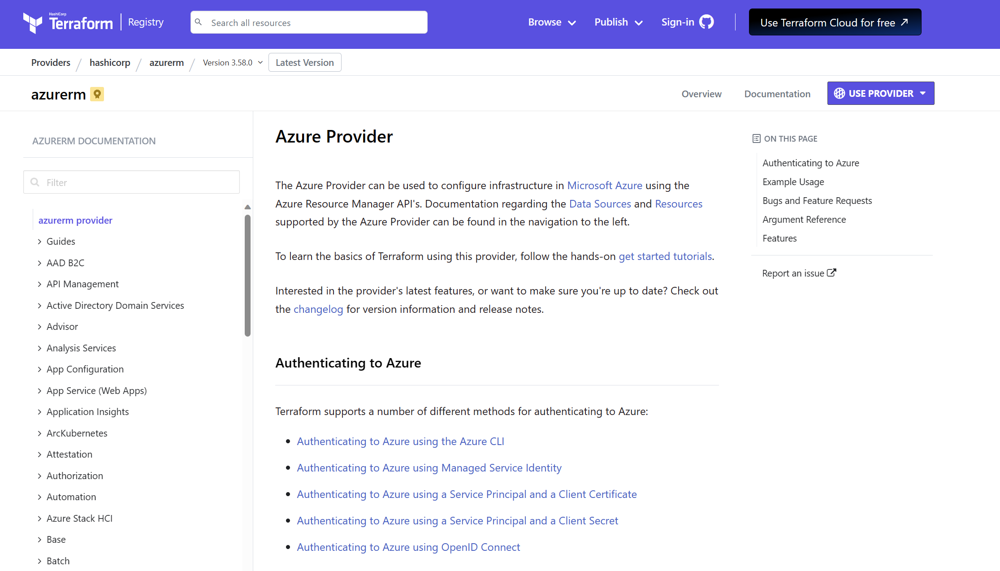 HashiCorp
Terraform
Registry
Search all resources
Browse
Publish
Sign-in
Use Terraform Cloud for free
Providers / hashicorp / azurerm / Version 3.58.0
Latest Version
azurerm
Overview
Documentation
USE PROVIDER
AZURERM DOCUMENTATION
Filter
azurerm provider
Guides
AAD B2C
API Management
Active Directory Domain Services
Advisor
Analysis Services
App Configuration
App Service (Web Apps)
Application Insights
ArcKubernetes
Attestation
Authorization
Automation
Azure Stack HCI
Base
Batch
Azure Provider
The Azure Provider can be used to configure infrastructure in Microsoft Azure using the
Azure Resource Manager API's. Documentation regarding the Data Sources and Resources
supported by the Azure Provider can be found in the navigation to the left.
To learn the basics of Terraform using this provider, follow the hands-on get started tutorials.
Interested in the provider's latest features, or want to make sure you're up to date? Check out
the changelog for version information and release notes.
Authenticating to Azure
Terraform supports a number of different methods for authenticating to Azure:
• Authenticating to Azure using the Azure CLI
• Authenticating to Azure using Managed Service Identity
• Authenticating to Azure using a Service Principal and a Client Certificate
• Authenticating to Azure using a Service Principal and a Client Secret
• Authenticating to Azure using OpenID Connect
ON THIS PAGE
Authenticating to Azure
Example Usage
Bugs and Feature Requests
Argument Reference
Features
Report an issue